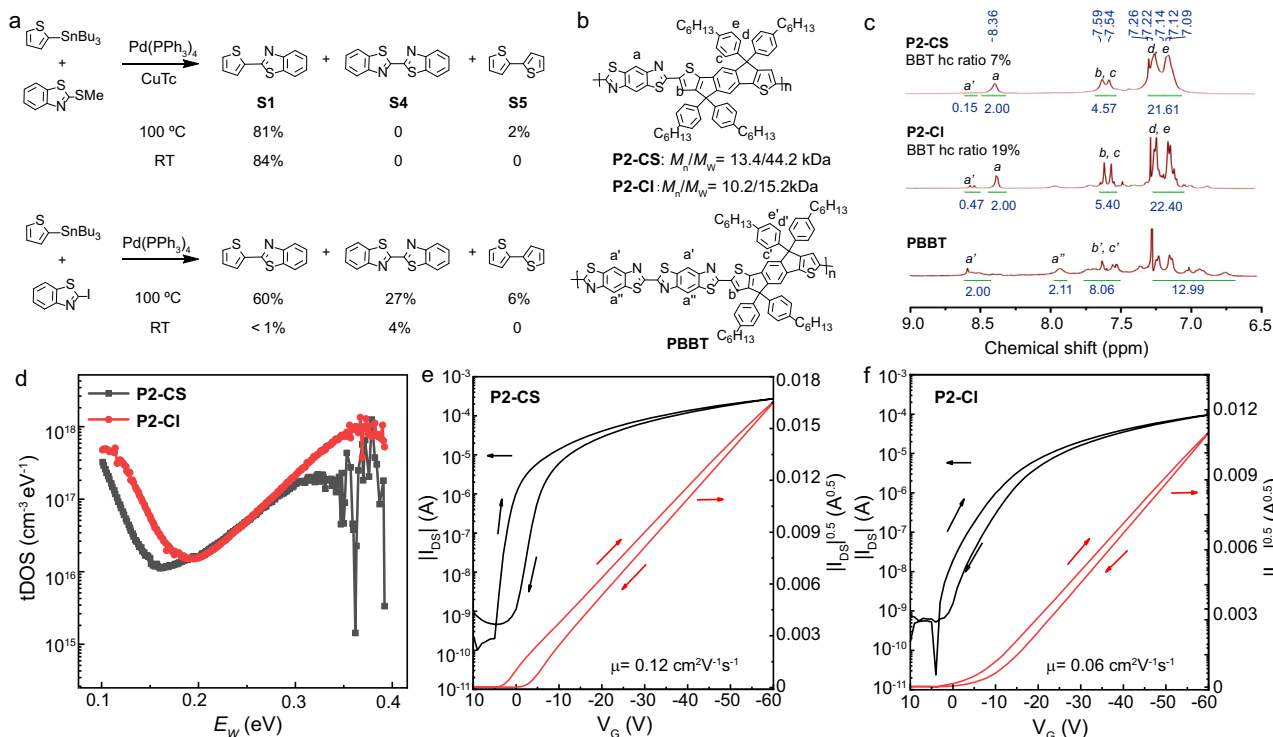 a
S
SnBu3
+
N
S
SMe
Pd(PPh3)4
CuTc
S N
S
+
N S
S N
+
S
S
S1 S4 S5
100 ºC 81% 0 2%
RT 84% 0 0
S
SnBu3
+
N
S
I
Pd(PPh3)4
S N
S
+
N S
S N
+
S
S
100 ºC 60% 27% 6%
RT < 1% 4% 0
b
C6H13 e C6H13
d
c
a
S N S
N S S n
b
C6H13 C6H13
P2-CS: Mn/Mw= 13.4/44.2 kDa
P2-CI:Mn/Mw= 10.2/15.2kDa
C6H13 e' C6H13
d'
c'
a' a'
S N S N S
N S N S S n
a'' a'' b'
C6H13 C6H13
PBBT
c
8.36 7.59 7.54 7.26 7.22 7.14 7.12 7.09
P2-CS
BBT hc ratio 7%
a' a b, c d, e
0.15 2.00 4.57 21.61
P2-CI
BBT hc ratio 19%
a' a b, c d, e
0.47 2.00 5.40 22.40
PBBT
a' a'' b', c'
2.00 2.11 8.06 12.99
9.0 8.5 8.0 7.5 7.0 6.5
Chemical shift (ppm)
d
P2-CS
P2-CI
10^18
10^17
10^16
10^15
tDOS (cm-3 eV-1)
0.1 0.2 0.3 0.4
EW (eV)
e
P2-CS
10^-3
10^-4
10^-5
10^-6
10^-7
10^-8
10^-9
10^-10
10^-11
||DS| (A)
0.018
0.015
0.012
0.009
0.006
0.003
0
||DS|^0.5 (A^0.5)
μ= 0.12 cm2V-1s-1
10 0 -10 -20 -30 -40 -50 -60
VG (V)
f
P2-CI
10^-3
10^-4
10^-5
10^-6
10^-7
10^-8
10^-9
10^-10
10^-11
||DS| (A)
0.012
0.009
0.006
0.003
0
|0.5 (A^0.5)
μ= 0.06 cm2V-1s-1
10 0 -10 -20 -30 -40 -50 -60
VG (V)